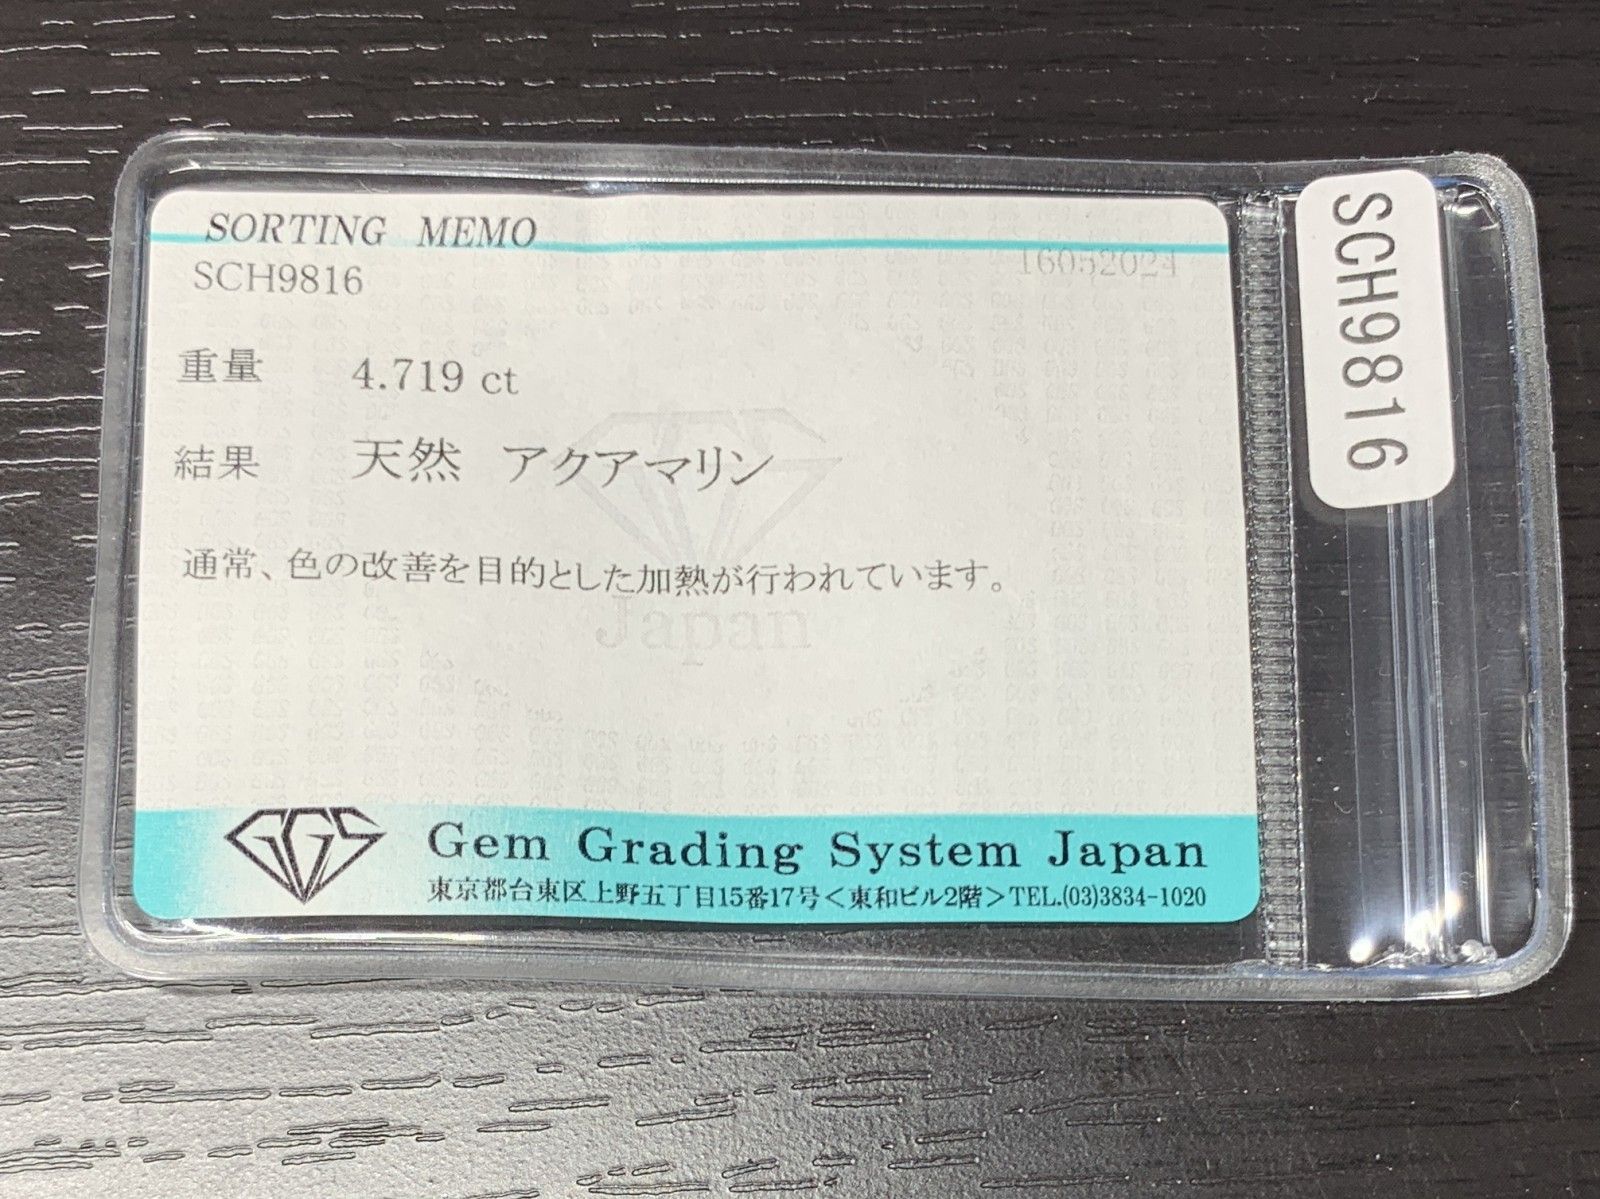 SORTING MEMO
SCH9816
16052024
重量 4.719 ct
結果 天然 アクアマリン
通常、色の改善を目的とした加熱が行われています。
Japan
GGS
Gem Grading System Japan
東京都台東区上野五丁目15番17号＜東和ビル2階＞TEL.(03)3834-1020
SCH9816